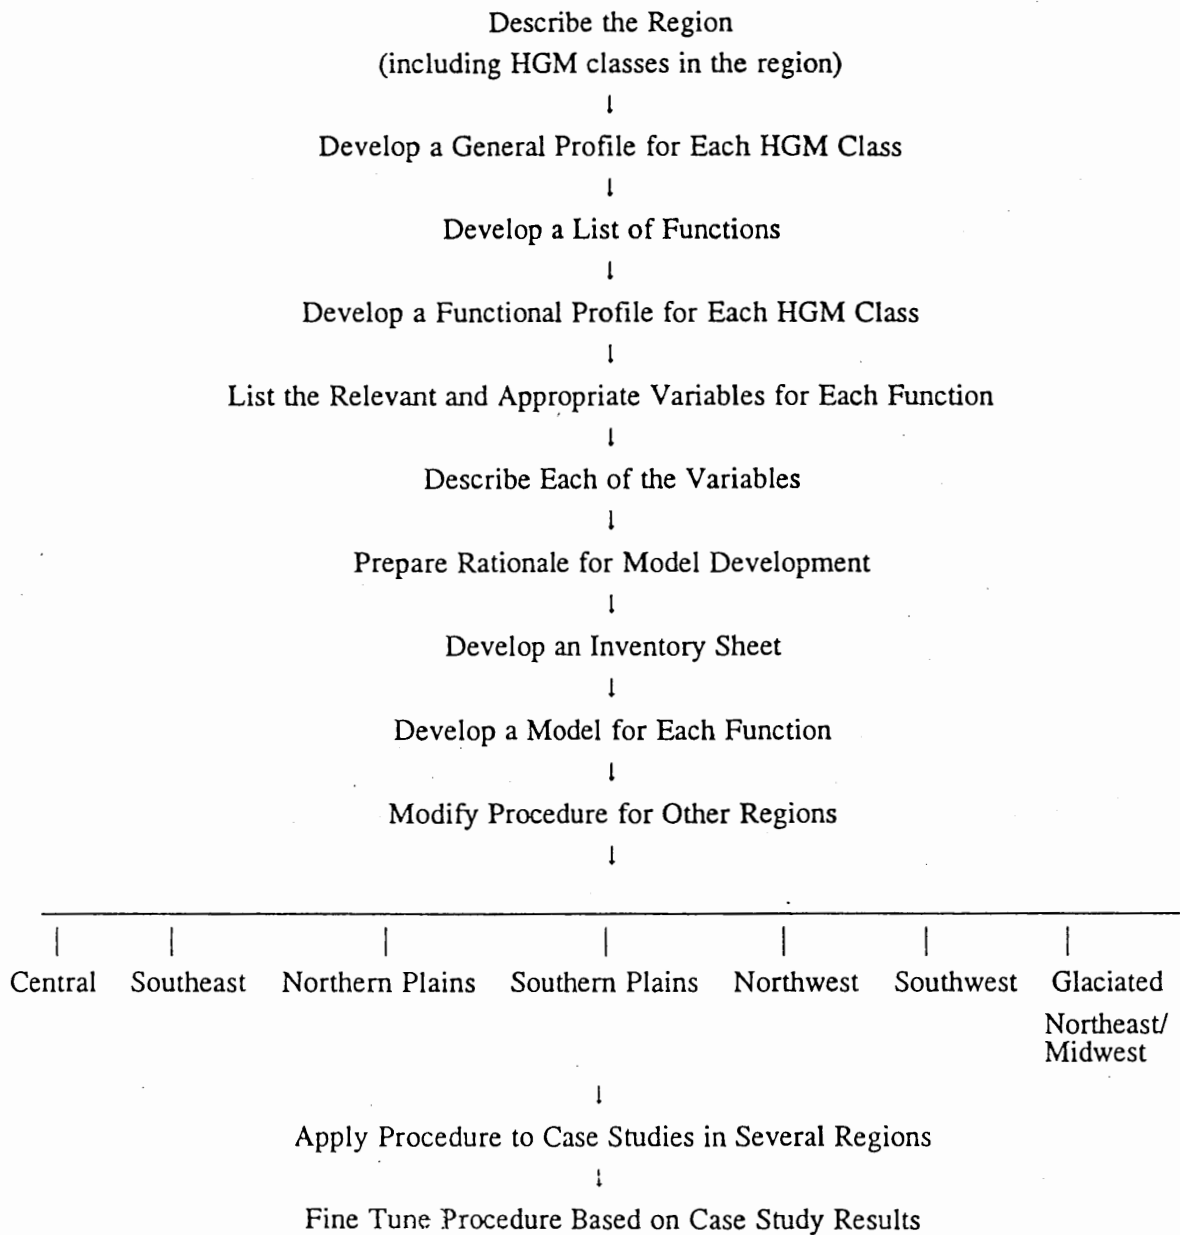 Describe the Region
(including HGM classes in the region)
Develop a General Profile for Each HGM Class
Develop a List of Functions
Develop a Functional Profile for Each HGM Class
List the Relevant and Appropriate Variables for Each Function
Describe Each of the Variables
Prepare Rationale for Model Development
Develop an Inventory Sheet
Develop a Model for Each Function
Modify Procedure for Other Regions
Central Southeast Northern Plains Southern Plains Northwest Southwest Glaciated
Northeast/
Midwest
Apply Procedure to Case Studies in Several Regions
Fine Tune Procedure Based on Case Study Results